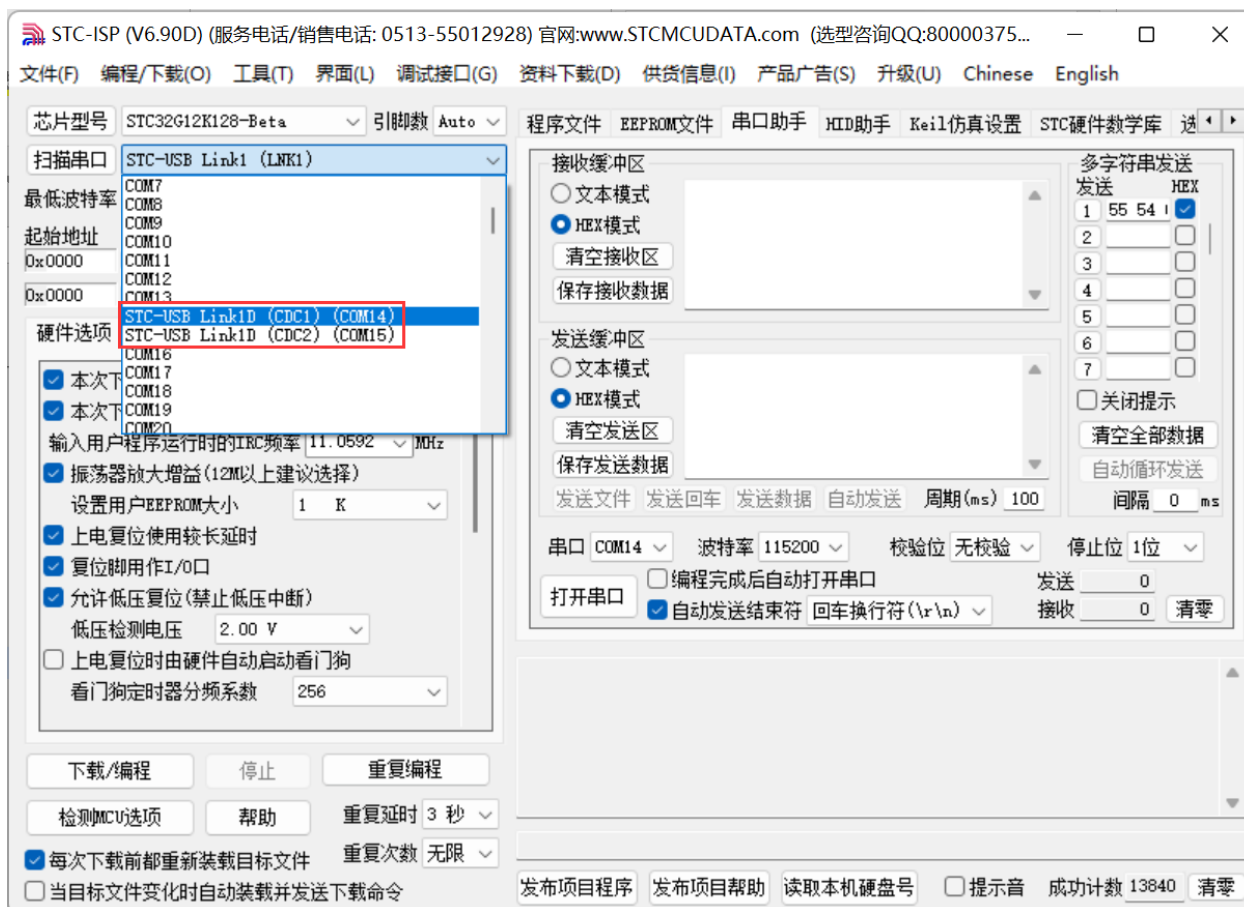 STC-ISP (V6.90D) (服务电话/销售电话: 0513-55012928) 官网:www.STCMCUDATA.com (选型咨询QQ:80000375...
文件(F) 编程/下载(O) 工具(T) 界面(L) 调试接口(G) 资料下载(D) 供货信息(I) 产品广告(S) 升级(U) Chinese English
芯片型号 STC32G12K128-Beta 引脚数 Auto
扫描串口 STC-USB Link1 (LNK1)
COM7
COM8
COM9
COM10
COM11
COM12
COM13
STC-USB Link1D (CDC1) (COM14)
STC-USB Link1D (CDC2) (COM15)
COM16
COM17
COM18
COM19
COM20
最低波特率
起始地址
0x0000
0x0000
硬件选项
本次下
本次下
输入用户程序运行时的IRC频率 11.0592 MHz
振荡器放大增益(12M以上建议选择)
设置用户EEPROM大小 1 K
上电复位使用较长延时
复位脚用作I/O口
允许低压复位(禁止低压中断)
低压检测电压 2.00 V
上电复位时由硬件自动启动看门狗
看门狗定时器分频系数 256
下载/编程 停止 重复编程
检测MCU选项 帮助 重复延时 3 秒
每次下载前都重新装载目标文件 重复次数 无限
当目标文件变化时自动装载并发送下载命令
程序文件 EEPROM文件 串口助手 HID助手 Keil仿真设置 STC硬件数学库 选
接收缓冲区
文本模式
HEX模式
清空接收区
保存接收数据
发送缓冲区
文本模式
HEX模式
清空发送区
保存发送数据
发送文件 发送回车 发送数据 自动发送 周期(ms) 100
多字符串发送
发送 HEX
1 55 54
2
3
4
5
6
7
关闭提示
清空全部数据
自动循环发送
间隔 0 ms
串口 COM14 波特率 115200 校验位 无校验 停止位 1位
打开串口 编程完成后自动打开串口 发送 0
自动发送结束符 回车换行符(\r\n) 接收 0 清零
发布项目程序 发布项目帮助 读取本机硬盘号 提示音 成功计数 13840 清零